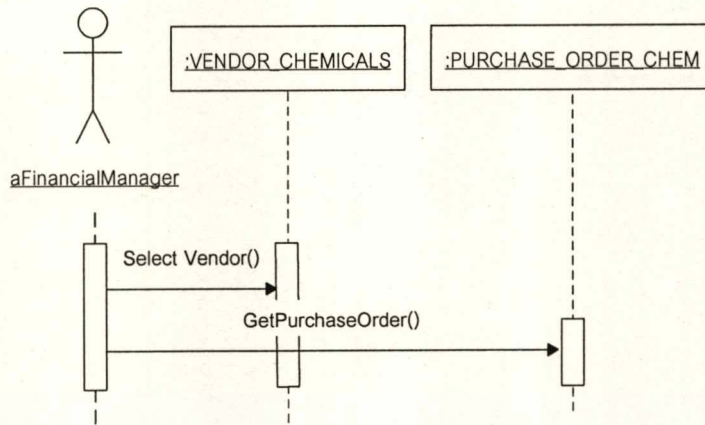 :VENDOR_CHEMICALS
:PURCHASE_ORDER_CHEM
aFinancialManager
Select Vendor()
GetPurchaseOrder()